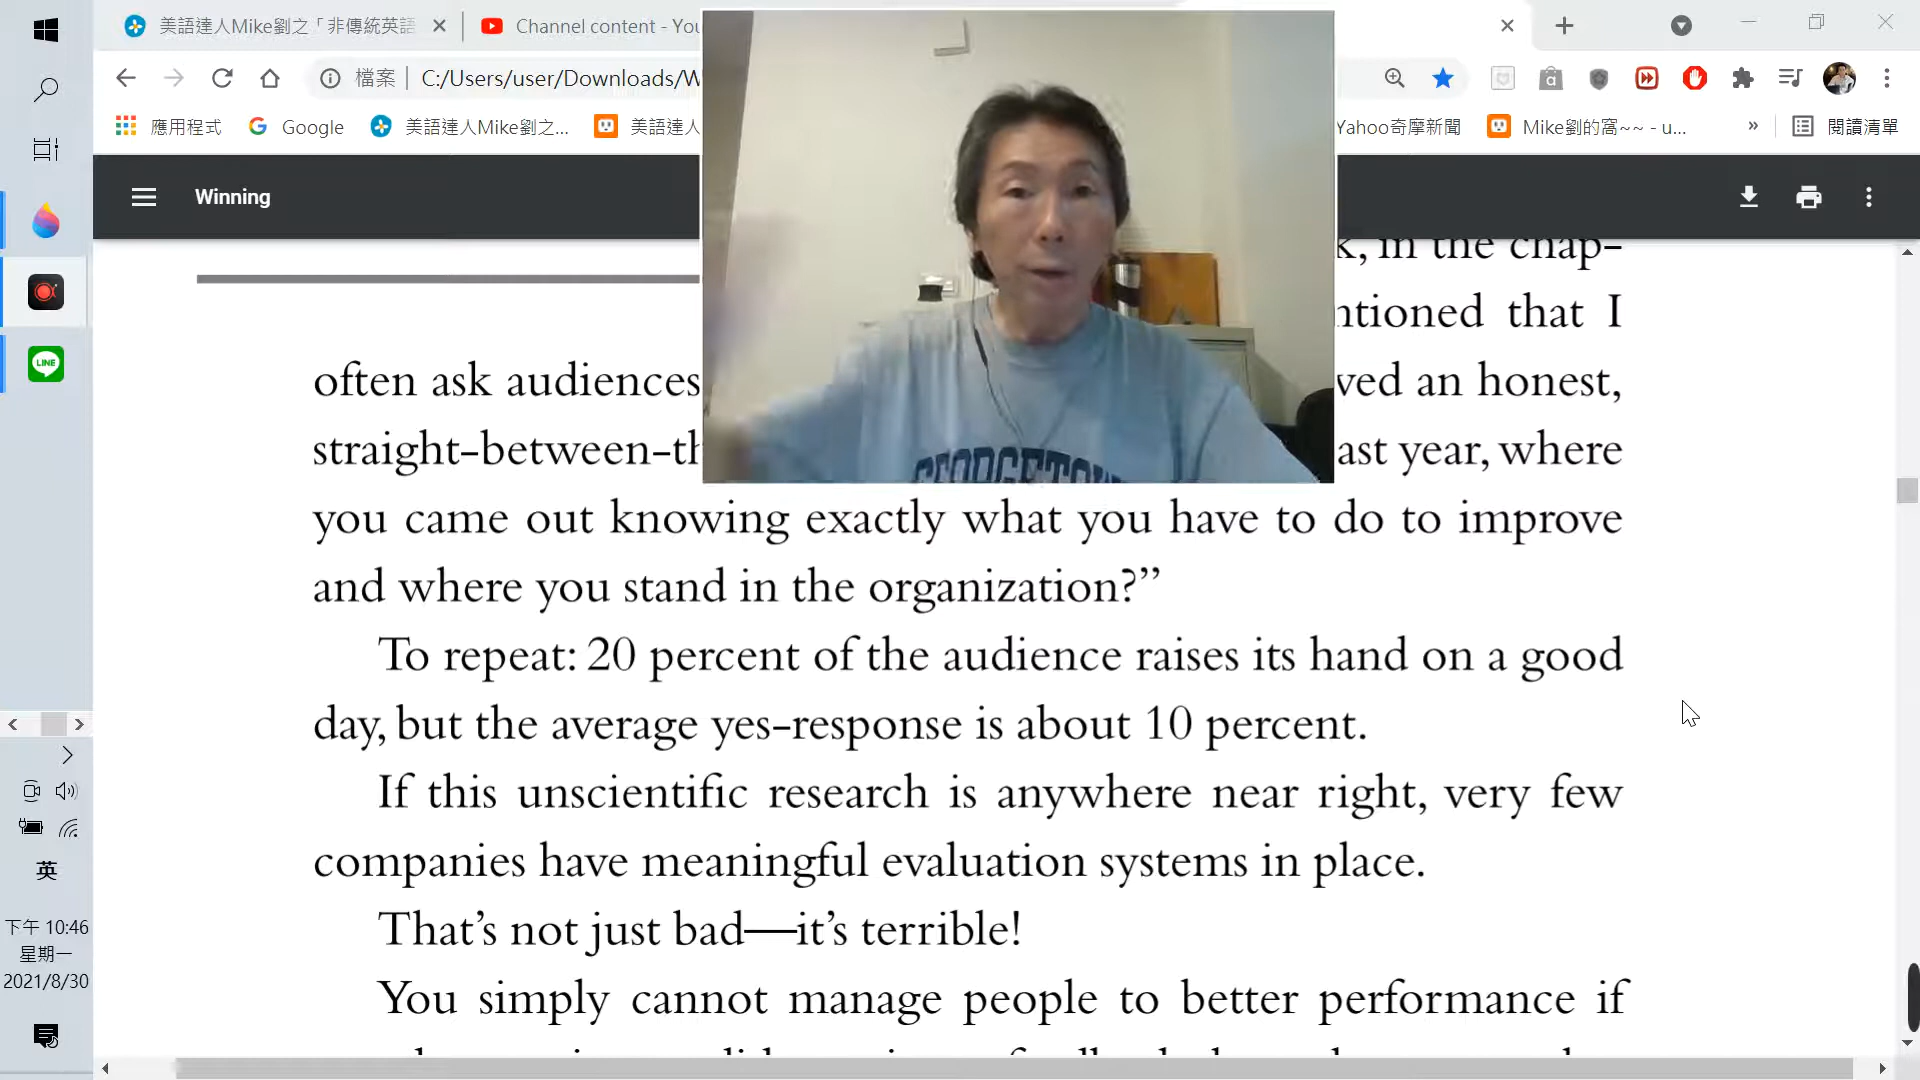 美語達人Mike劉之「非傳統英語
Channel content - You
檔案
C:/Users/user/Downloads/W
應用程式
Google
美語達人Mike劉之...
美語達人
Yahoo奇摩新聞
Mike劉的窩~~ - u...
»
閱讀清單
Winning
k, in the chap-
ntioned that I
often ask audiences
ved an honest,
straight-between-th
ast year, where
you came out knowing exactly what you have to do to improve
and where you stand in the organization?”
To repeat: 20 percent of the audience raises its hand on a good
day, but the average yes-response is about 10 percent.
If this unscientific research is anywhere near right, very few
companies have meaningful evaluation systems in place.
That’s not just bad—it’s terrible!
You simply cannot manage people to better performance if
GEORGETOW
LINE
英
下午 10:46
星期一
2021/8/30